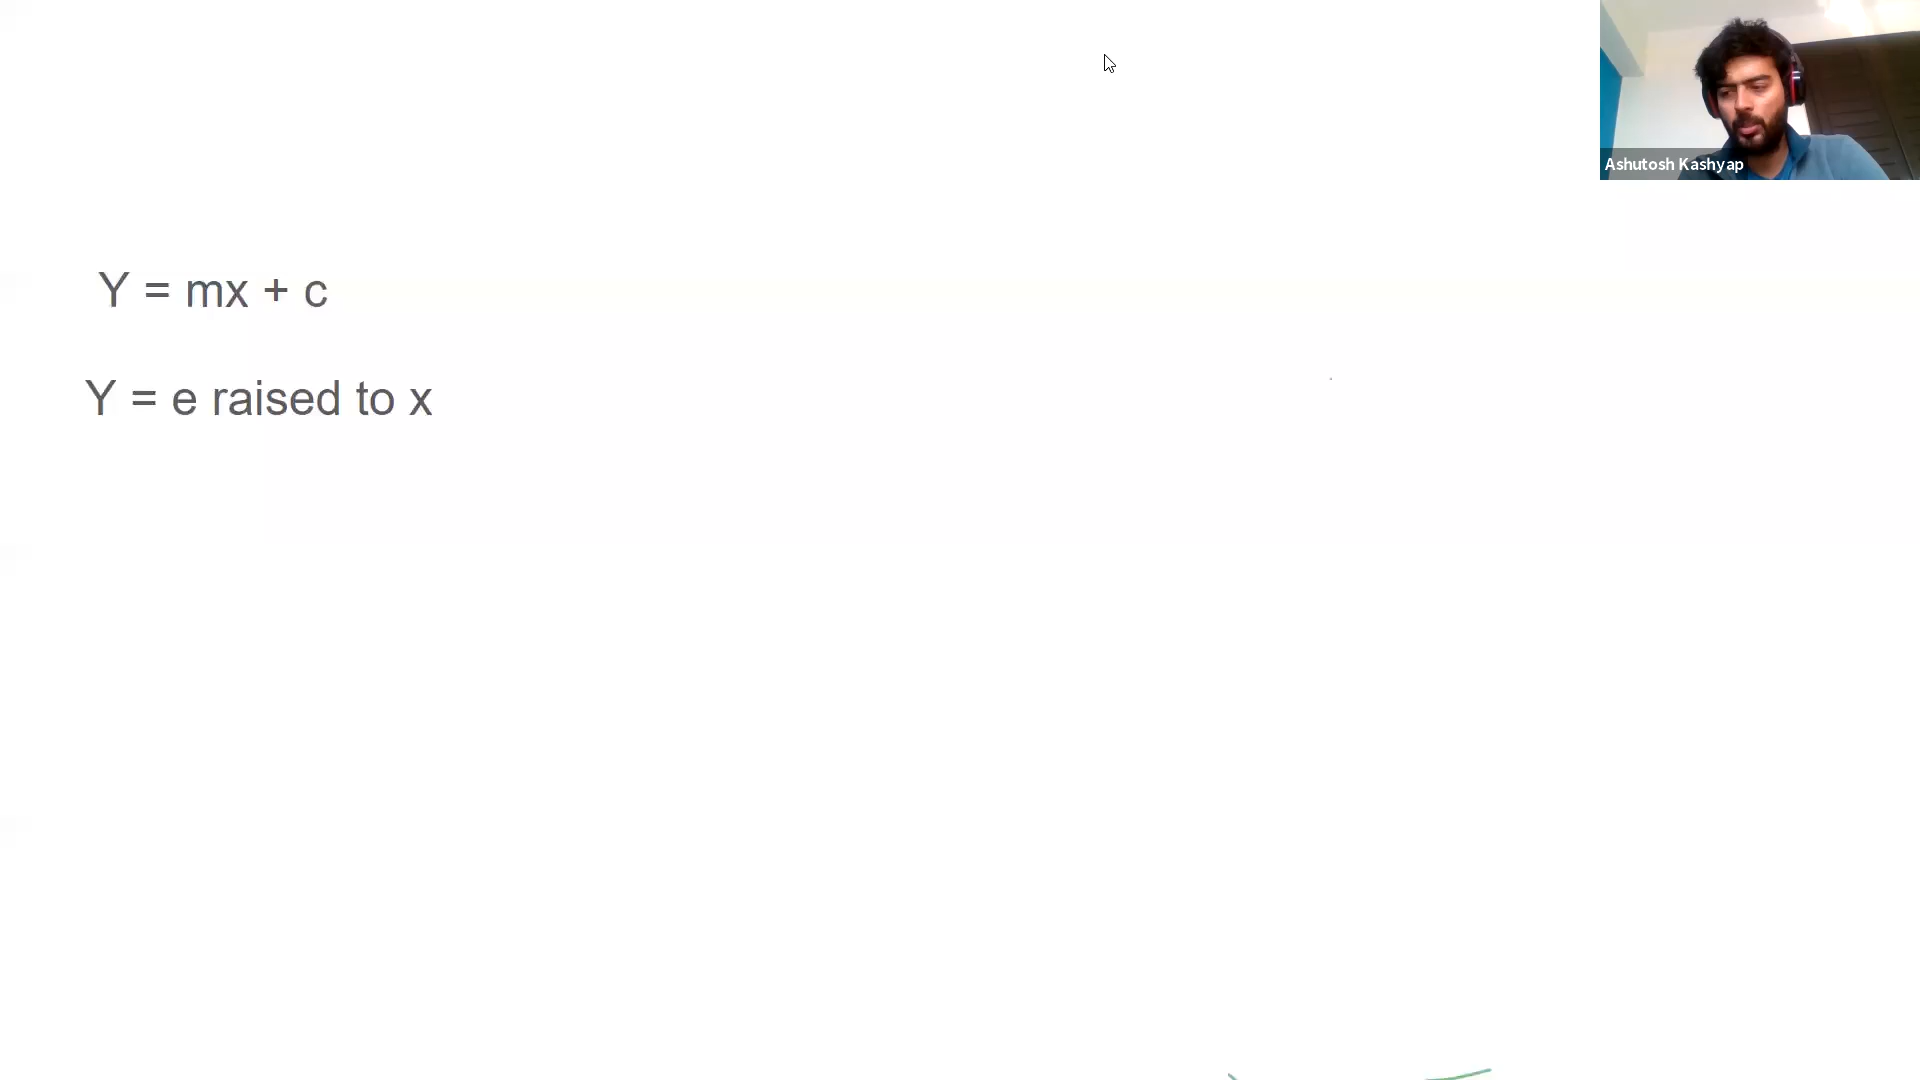 Ashutosh Kashyap
Y = mx + c
Y = e raised to x